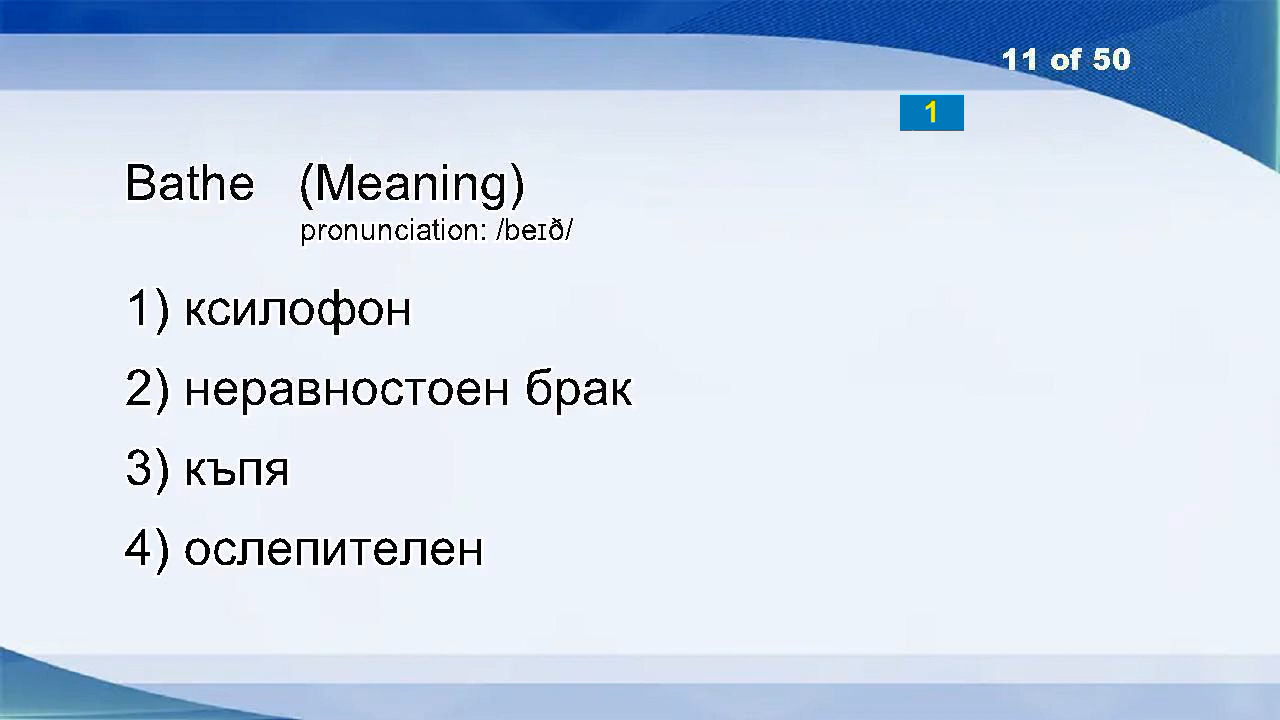 11 of 50
1
Bathe (Meaning)
pronunciation: /beɪð/
1) ксилофон
2) неравностоен брак
3) къпя
4) ослепителен